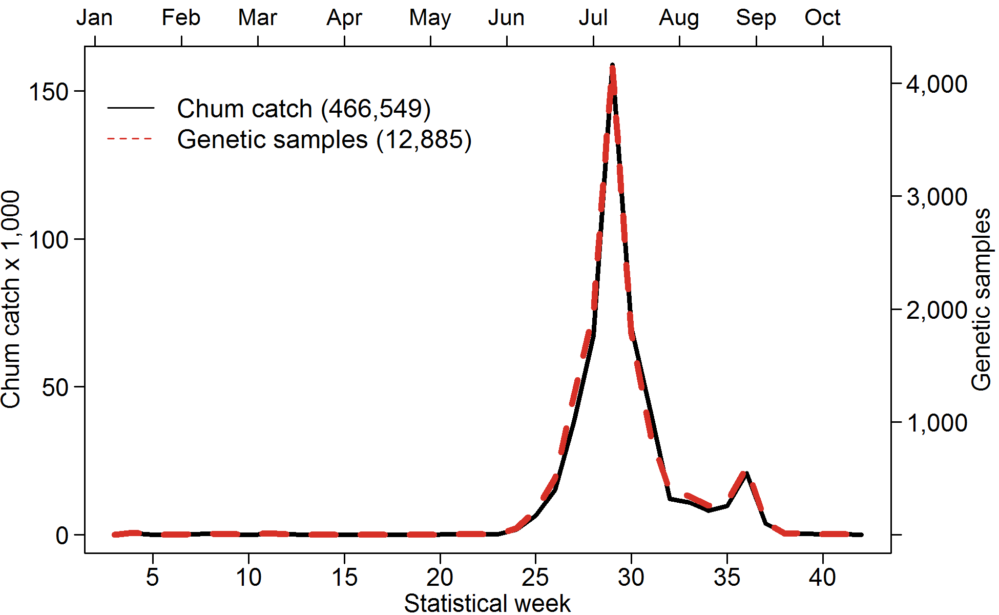 Jan Feb Mar Apr May Jun Jul Aug Sep Oct
Chum catch x 1,000
150
100
50
0
Chum catch (466,549)
Genetic samples (12,885)
4,000
3,000
2,000
1,000
Genetic samples
5 10 15 20 25 30 35 40
Statistical week